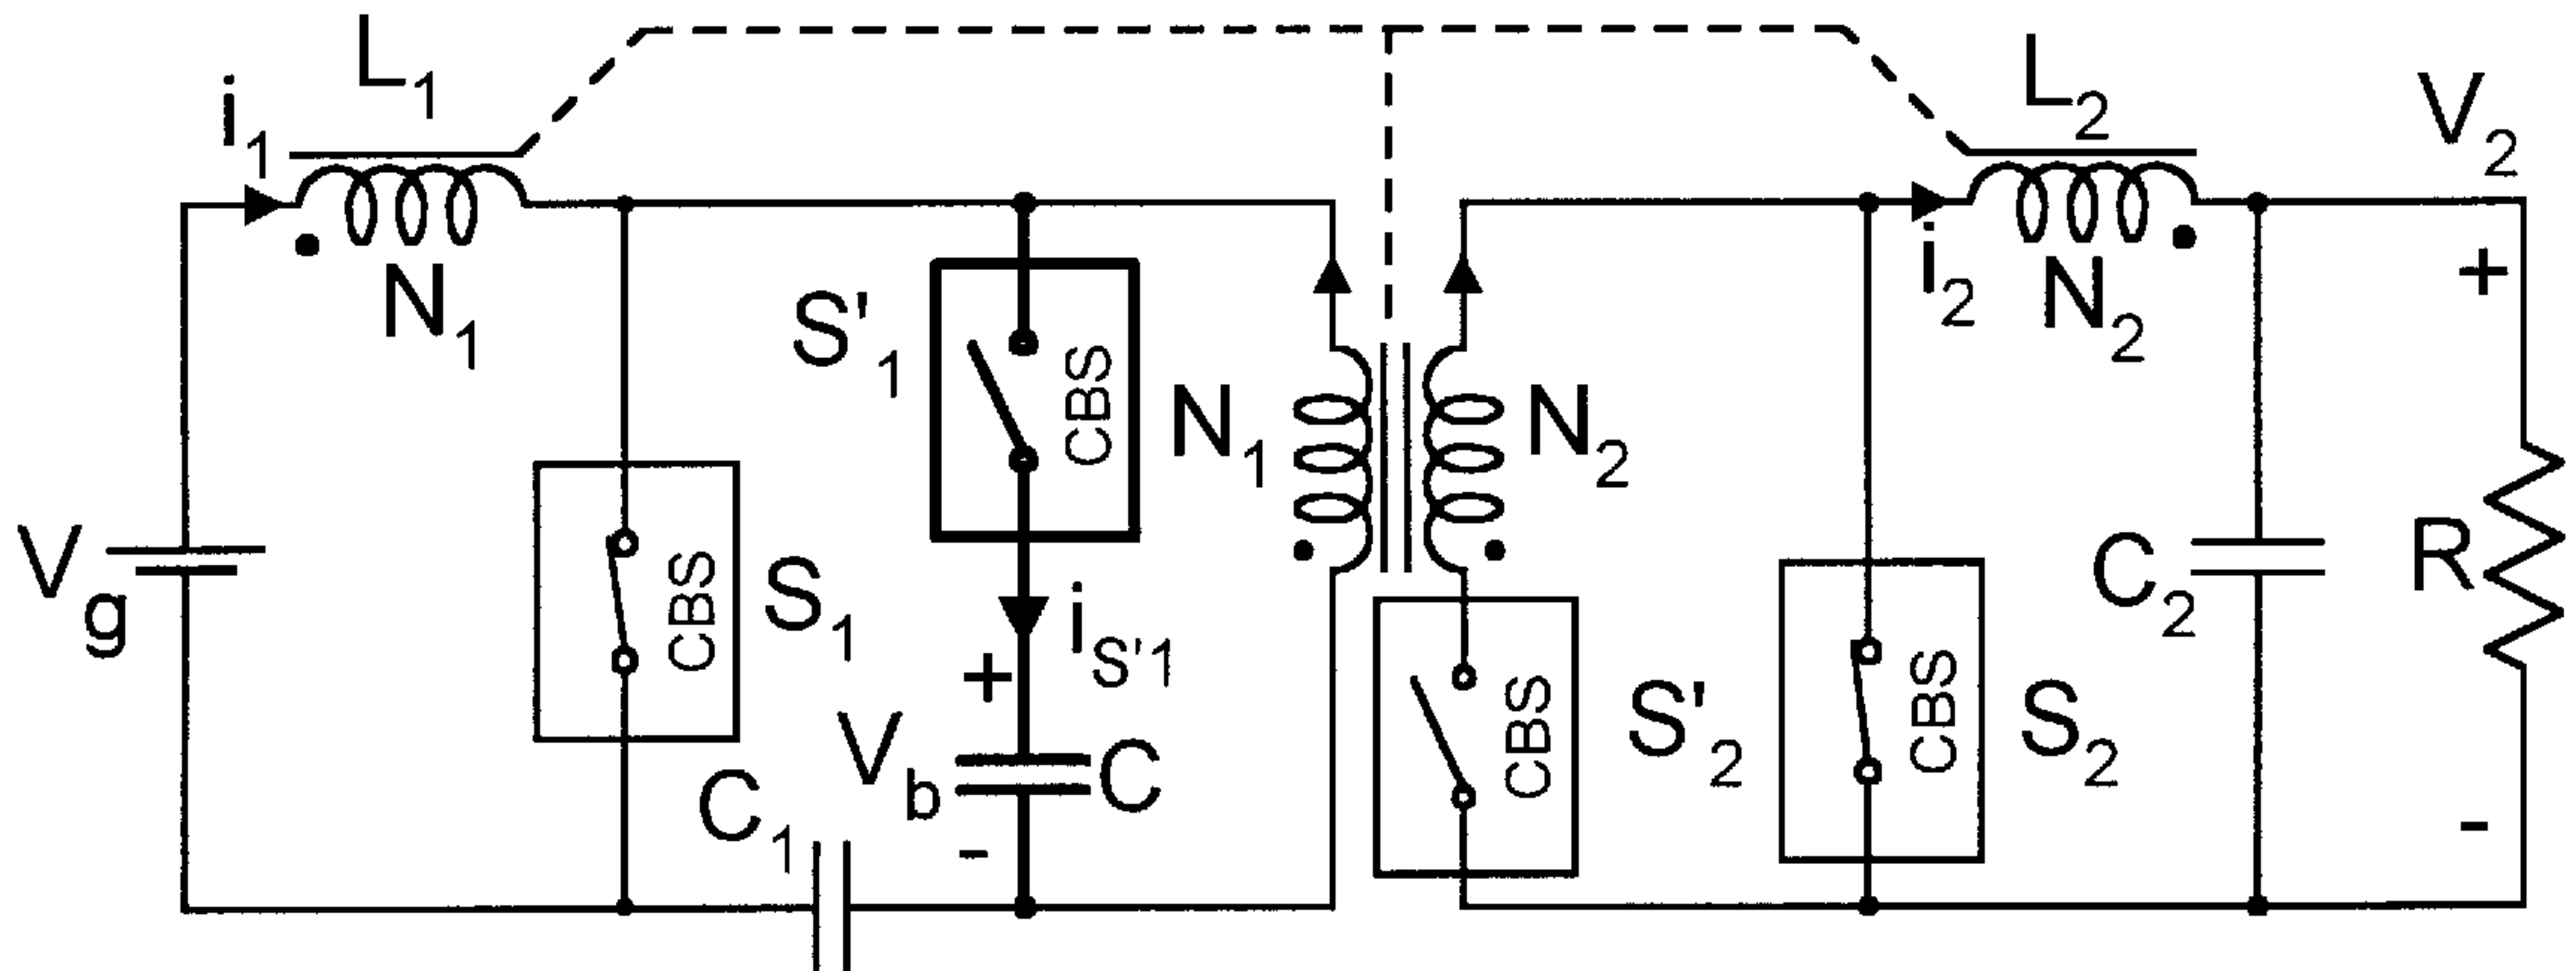 L1
L2
V2
i1
N1
S'1
CBS
N1
N2
i2
N2
+
Vg
CBS
S1
iS'1
+
Vb
C
C1
-
CBS
S'2
CBS
S2
C2
R
-